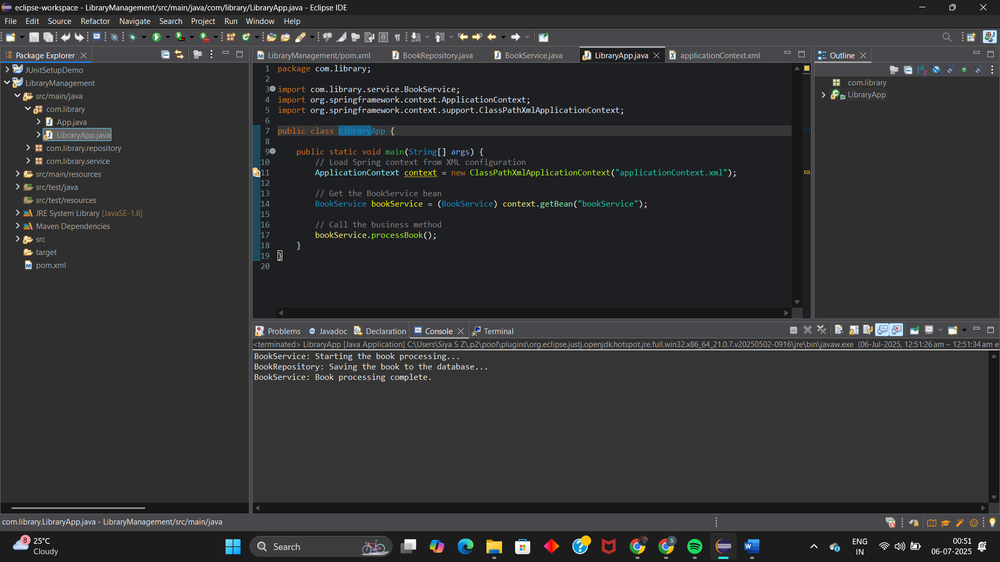 eclipse-workspace - LibraryManagement/src/main/java/com/library/LibraryApp.java - Eclipse IDE
File Edit Source Refactor Navigate Search Project Run Window Help
Package Explorer
JUnitSetupDemo
LibraryManagement
src/main/java
com.library
App.java
LibraryApp.java
com.library.repository
com.library.service
src/main/resources
src/test/java
src/test/resources
JRE System Library [JavaSE-1.8]
Maven Dependencies
src
target
pom.xml
LibraryManagement/pom.xml BookRepository.java BookService.java LibraryApp.java applicationContext.xml
1 package com.library;
2
3 import com.library.service.BookService;
4 import org.springframework.context.ApplicationContext;
5 import org.springframework.context.support.ClassPathXmlApplicationContext;
6
7 public class LibraryApp {
8
9 public static void main(String[] args) {
10 // Load Spring context from XML configuration
11 ApplicationContext context = new ClassPathXmlApplicationContext("applicationContext.xml");
12
13 // Get the BookService bean
14 BookService bookService = (BookService) context.getBean("bookService");
15
16 // Call the business method
17 bookService.processBook();
18 }
19 }
20
Outline
com.library
LibraryApp
Problems Javadoc Declaration Console Terminal
<terminated> LibraryApp [Java Application] C:\Users\Siya S Z\.p2\pool\plugins\org.eclipse.justj.openjdk.hotspot.jre.full.win32.x86_64_21.0.7.v20250502-0916\jre\bin\javaw.exe (06-Jul-2025, 12:51:26 am – 12:51:34 am e
BookService: Starting the book processing...
BookRepository: Saving the book to the database...
BookService: Book processing complete.
com.library.LibraryApp.java - LibraryManagement/src/main/java
8
25°C
Cloudy
Search
S
ENG
IN
00:51
06-07-2025